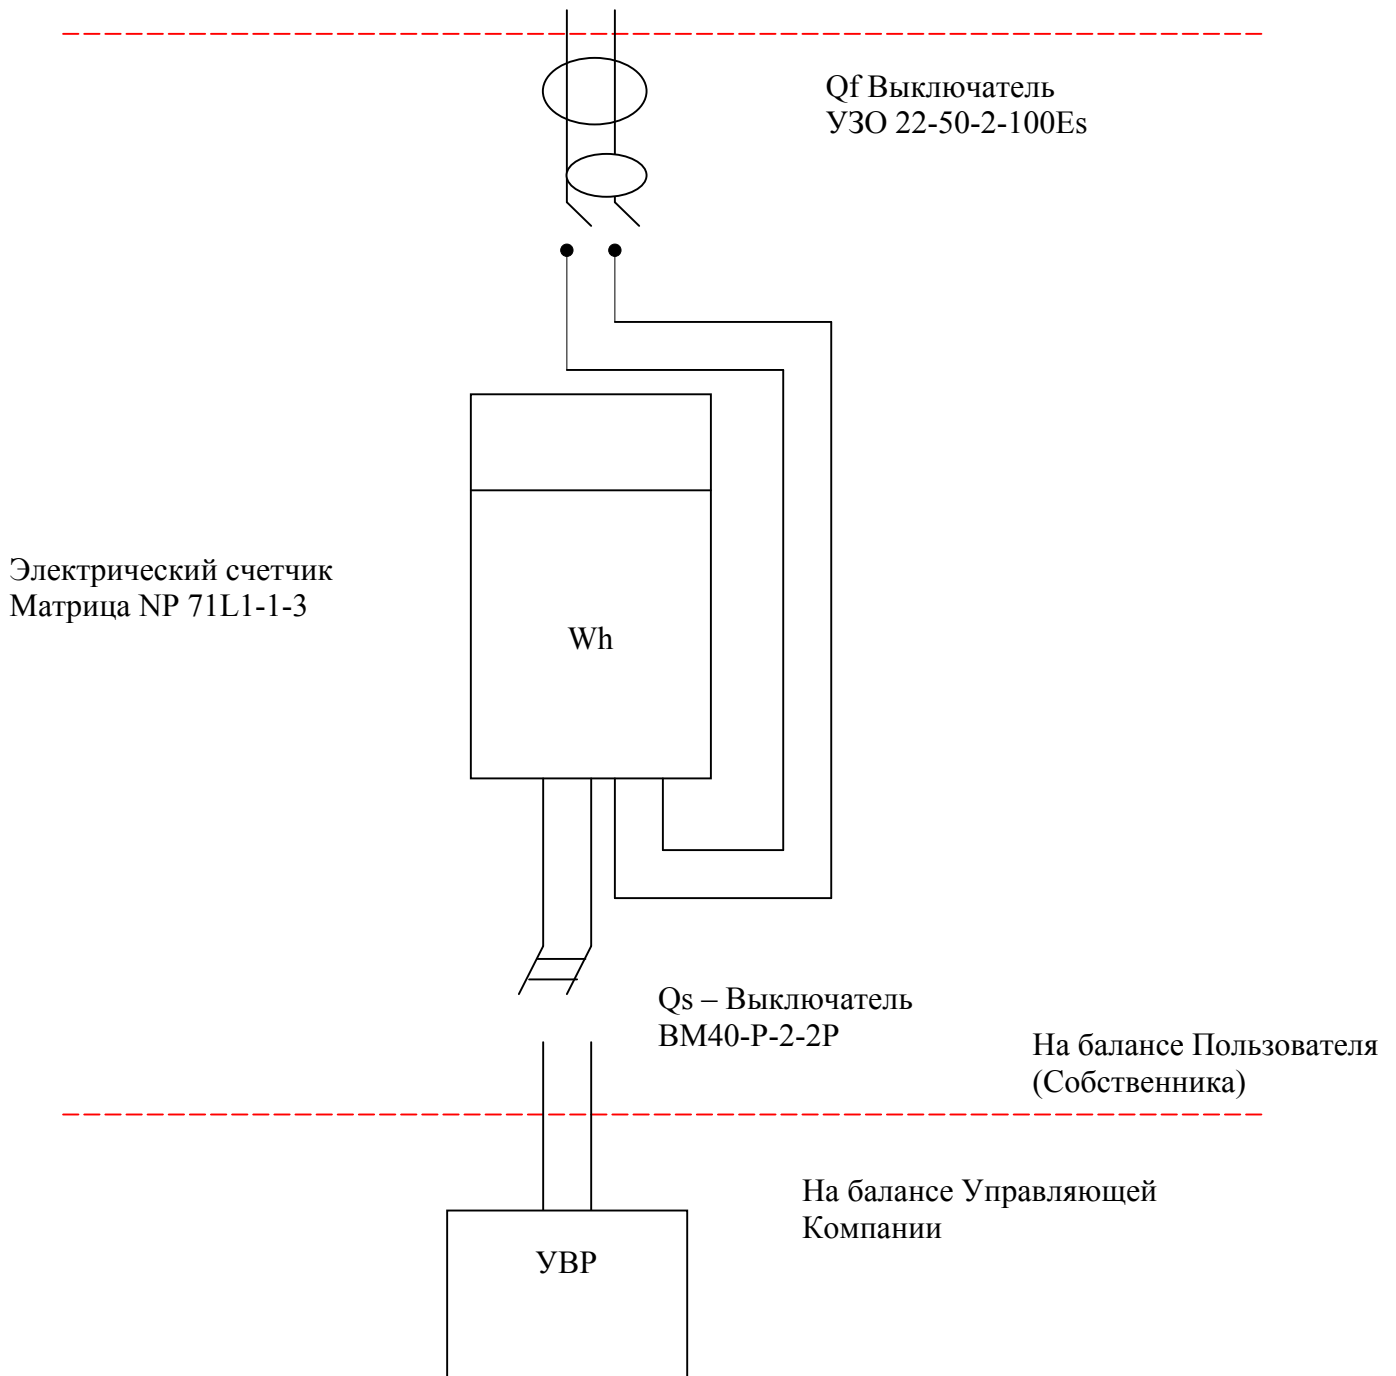 Qf Выключатель
УЗО 22-50-2-100Es
Электрический счетчик
Матрица NP 71L1-1-3
Wh
Qs – Выключатель
ВМ40-Р-2-2Р
На балансе Пользователя
(Собственника)
На балансе Управляющей
Компании
УВР